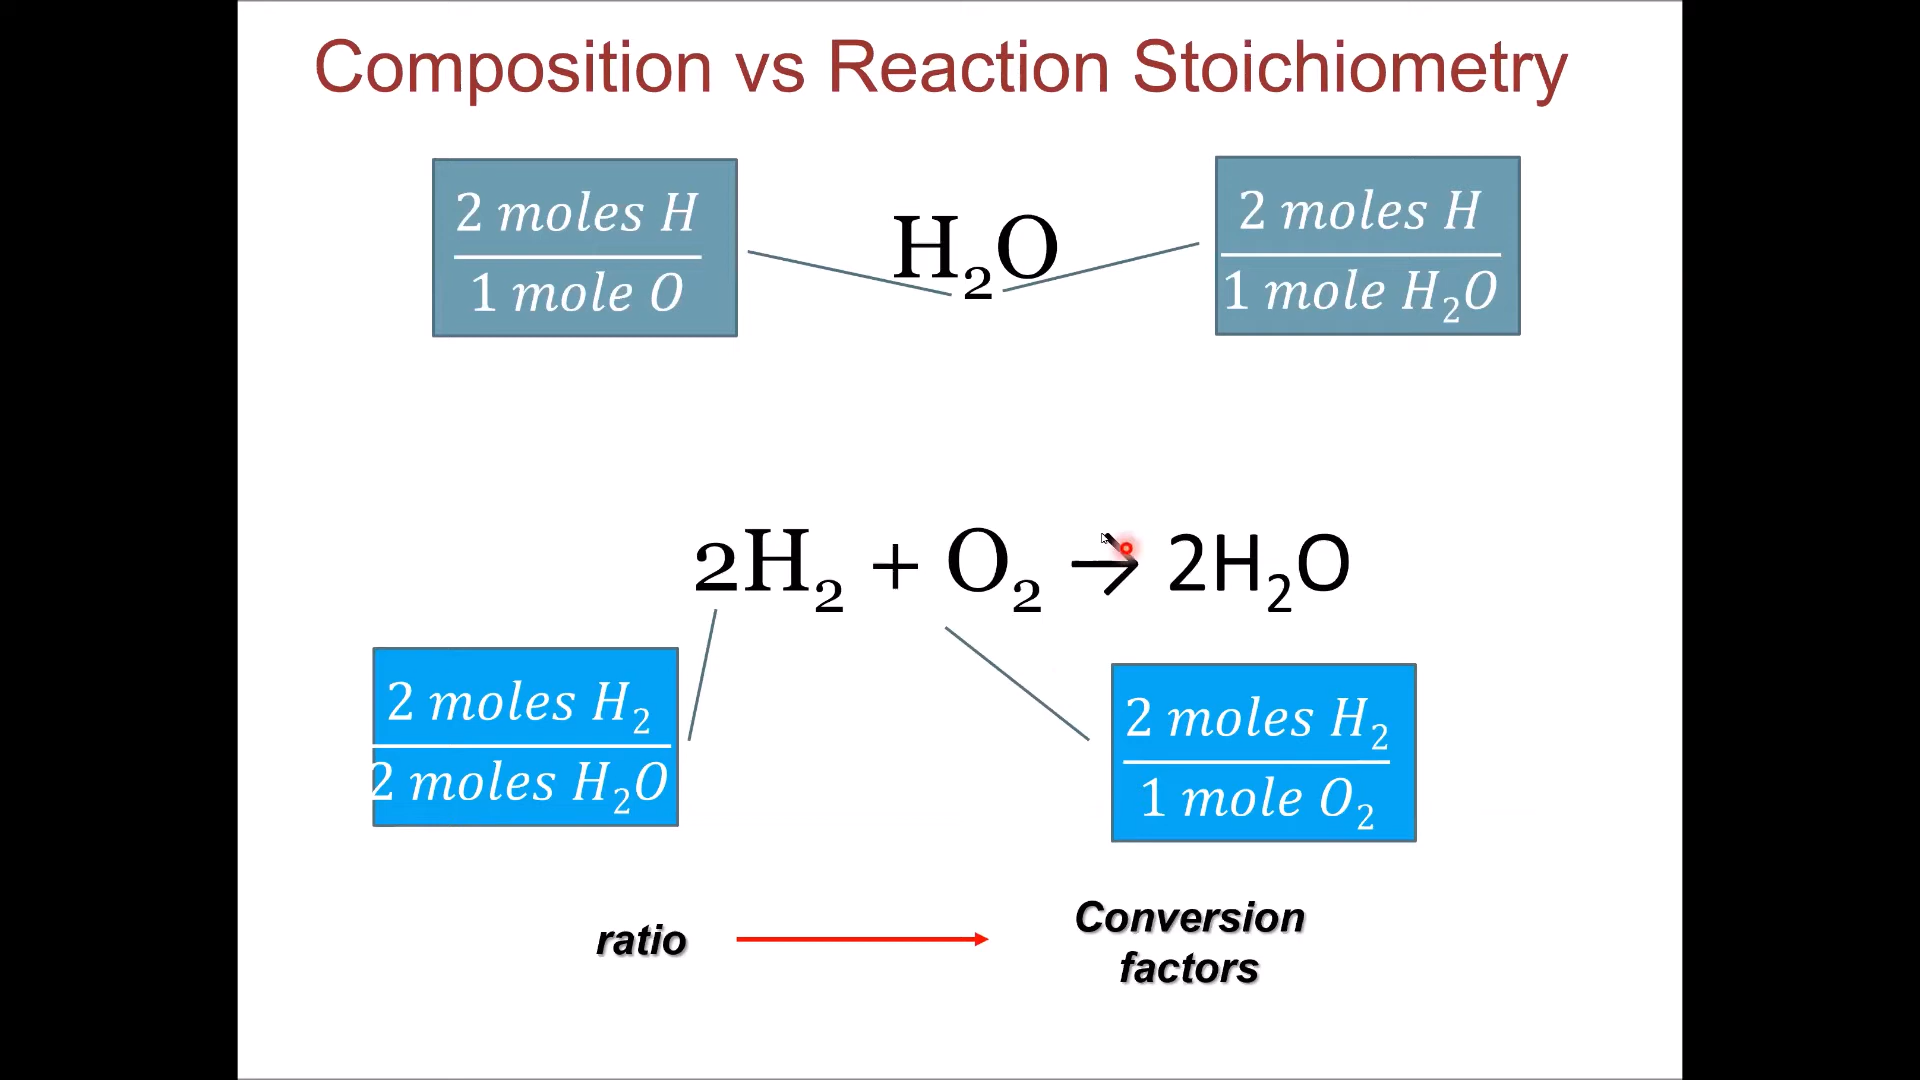 Composition vs Reaction Stoichiometry
2 moles H
1 mole O
H₂O
2 moles H
1 mole H₂O
2H₂ + O₂ → 2H₂O
2 moles H₂
2 moles H₂O
2 moles H₂
1 mole O₂
ratio
Conversion
factors